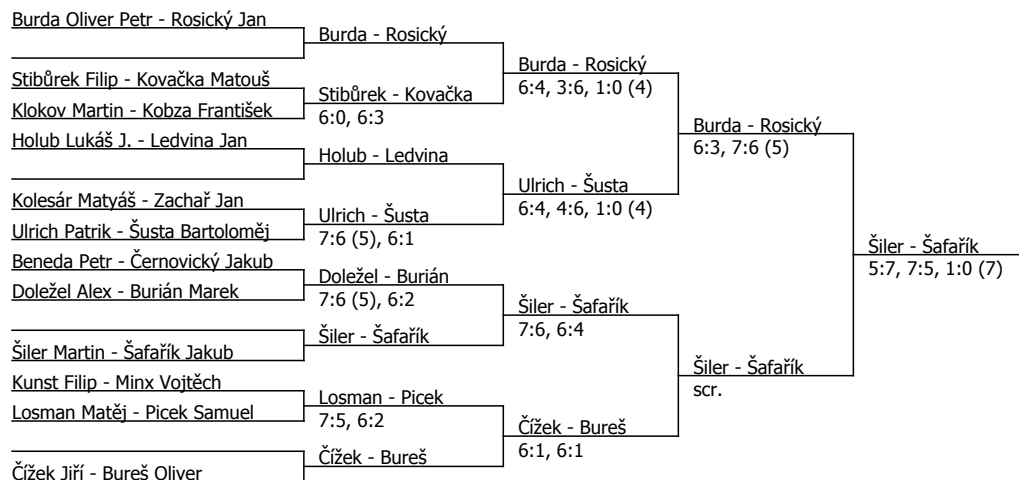 Burda Oliver Petr - Rosický Jan
Burda - Rosický
Burda - Rosický
6:4, 3:6, 1:0 (4)
Stibůrek Filip - Kovačka Matouš
Stibůrek - Kovačka
6:0, 6:3
Klokov Martin - Kobza František
Burda - Rosický
6:3, 7:6 (5)
Holub Lukáš J. - Ledvina Jan
Holub - Ledvina
Ulrich - Šusta
6:4, 4:6, 1:0 (4)
Kolesár Matyáš - Zachař Jan
Ulrich - Šusta
7:6 (5), 6:1
Ulrich Patrik - Šusta Bartoloměj
Šiler - Šafařík
5:7, 7:5, 1:0 (7)
Beneda Petr - Černovický Jakub
Doležel - Burián
7:6 (5), 6:2
Doležel Alex - Burián Marek
Šiler - Šafařík
7:6, 6:4
Šiler - Šafařík
Šiler Martin - Šafařík Jakub
Šiler - Šafařík
scr.
Kunst Filip - Minx Vojtěch
Losman - Picek
7:5, 6:2
Losman Matěj - Picek Samuel
Čížek - Bureš
6:1, 6:1
Čížek - Bureš
Čížek Jiří - Bureš Oliver